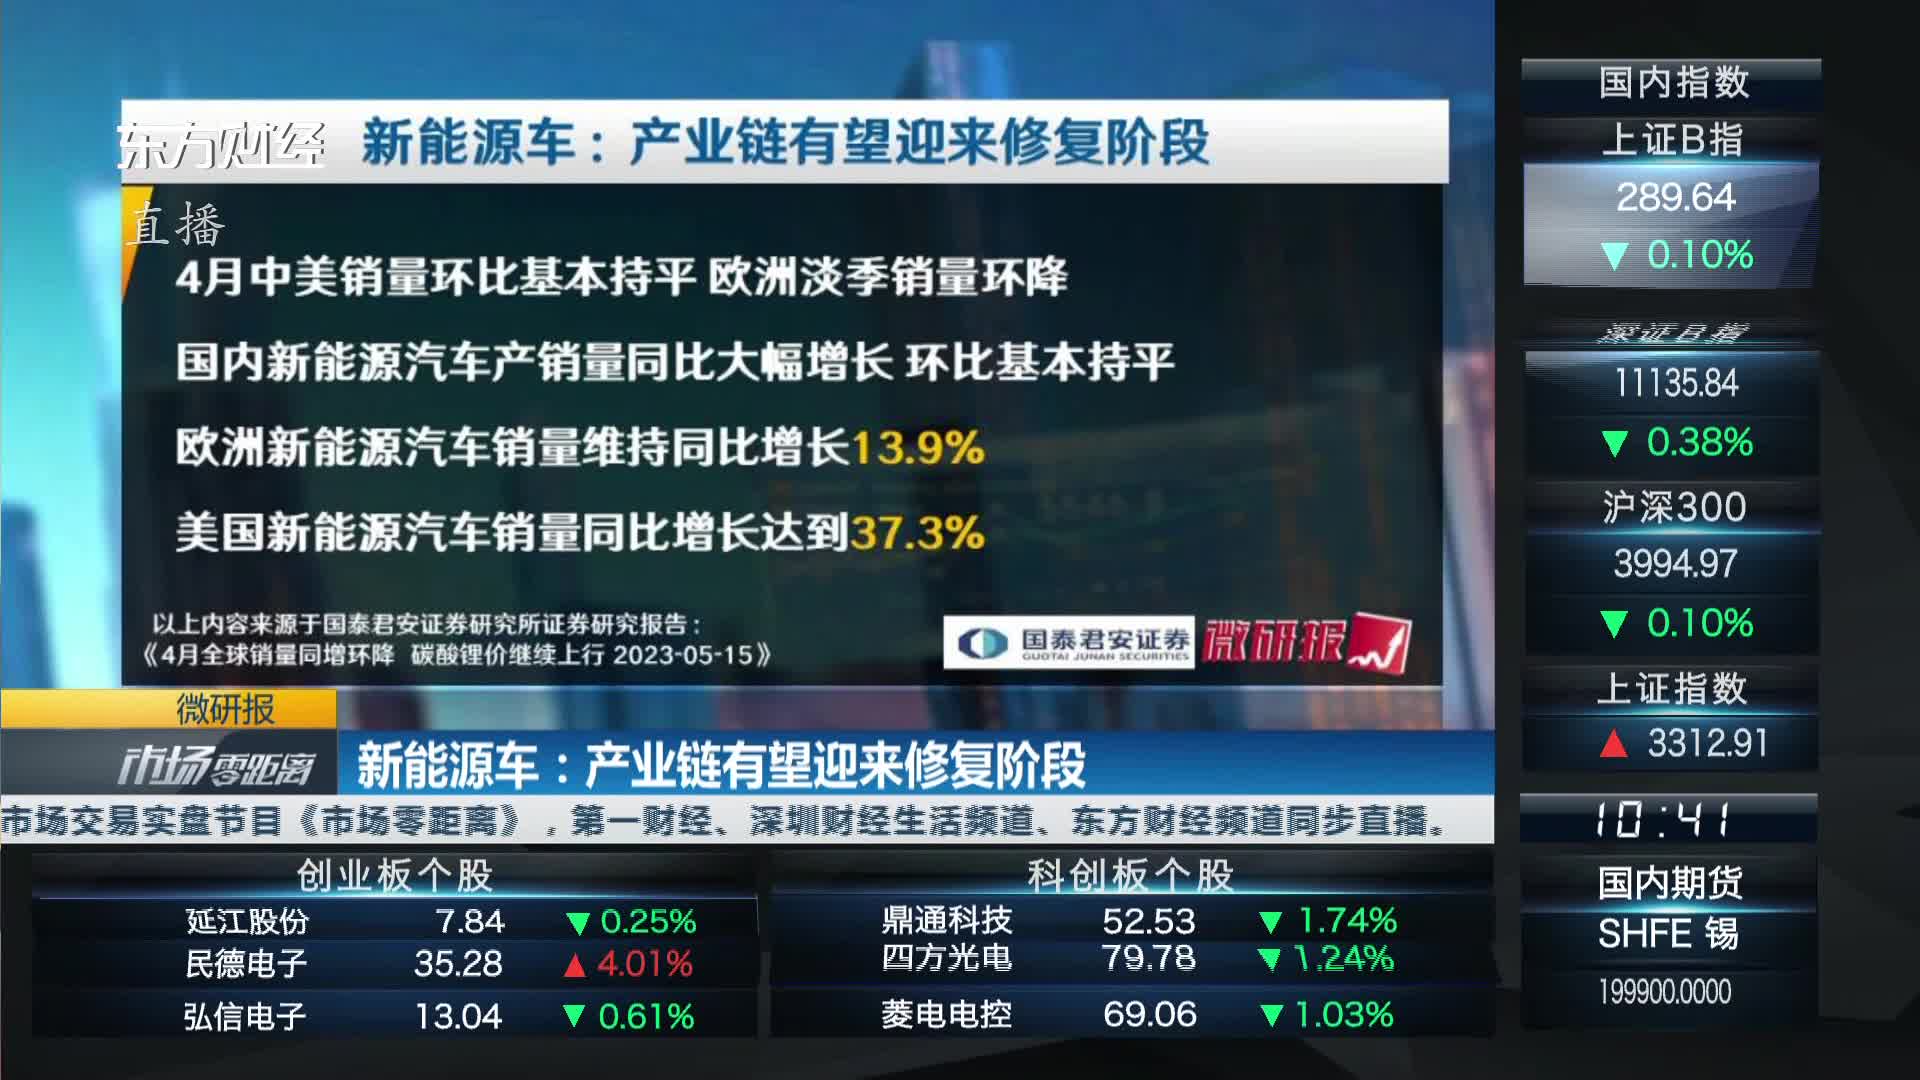 东方财经
新能源车：产业链有望迎来修复阶段
直播
4月中美销量环比基本持平 欧洲淡季销量环降
国内新能源汽车产销量同比大幅增长 环比基本持平
欧洲新能源汽车销量维持同比增长13.9%
美国新能源汽车销量同比增长达到37.3%
以上内容来源于国泰君安证券研究所证券研究报告：
《4月全球销量同增环降 碳酸锂价继续上行 2023-05-15》
国泰君安证券
GUOTAI JUNAN SECURITIES
微研报
微研报
市场零距离
新能源车：产业链有望迎来修复阶段
市场交易实盘节目《市场零距离》，第一财经、深圳财经生活频道、东方财经频道同步直播。
创业板个股
延江股份 7.84 ▼ 0.25%
民德电子 35.28 ▲ 4.01%
弘信电子 13.04 ▼ 0.61%
科创板个股
鼎通科技 52.53 ▼ 1.74%
四方光电 79.78 ▼ 1.24%
菱电电控 69.06 ▼ 1.03%
国内指数
上证B指
289.64
▼ 0.10%
深证B指
11135.84
▼ 0.38%
沪深300
3994.97
▼ 0.10%
上证指数
▲ 3312.91
10:41
国内期货
SHFE 锡
199900.0000